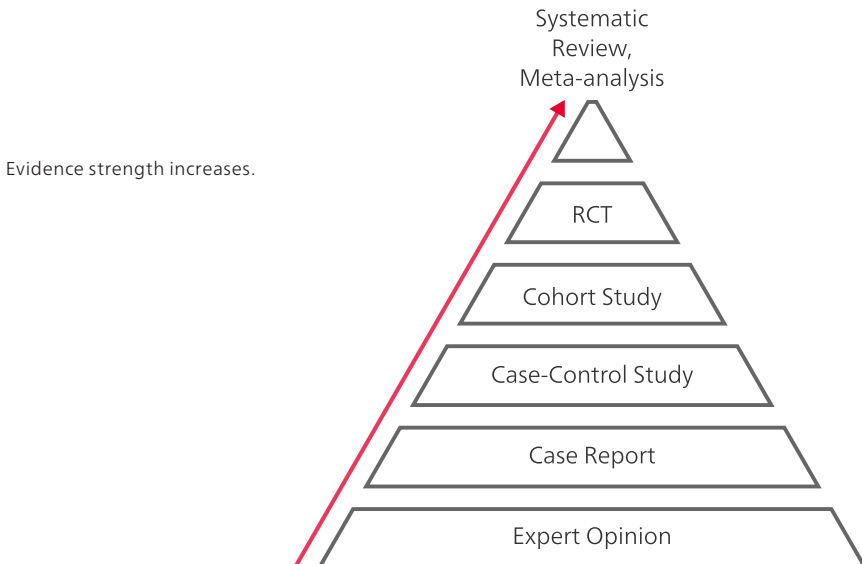 Systematic
Review,
Meta-analysis
Evidence strength increases.
RCT
Cohort Study
Case-Control Study
Case Report
Expert Opinion